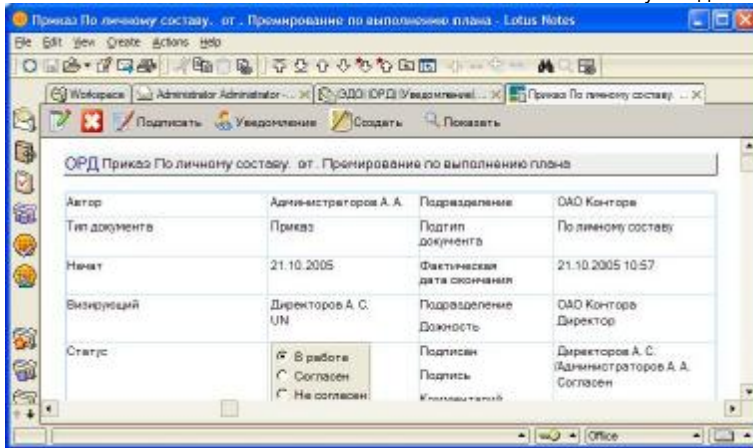 Приказ По личному составу. от . Премирование по выполнению плана - Lotus Notes
File Edit View Create Actions Help
Workspace Administrator Administrator -... ЭДО (ОРД) (Уведомление)... Приказ По личному составу. ...
Подписать Уведомление Создать Показать
ОРД Приказ По личному составу. от . Премирование по выполнению плана
Автор Администраторов А. А. Подразделение ОАО Контора
Тип документа Приказ Подтип документа По личному составу
Начат 21.10.2005 Фактическая дата окончания 21.10.2005 10:57
Визирующий Директоров А. С. Подразделение ОАО Контора
UN Должность Директор
Статус В работе Подписан Директоров А. С.
Согласен Подпись /Администраторов А. А.
Не согласен Комментарий Согласен
Office